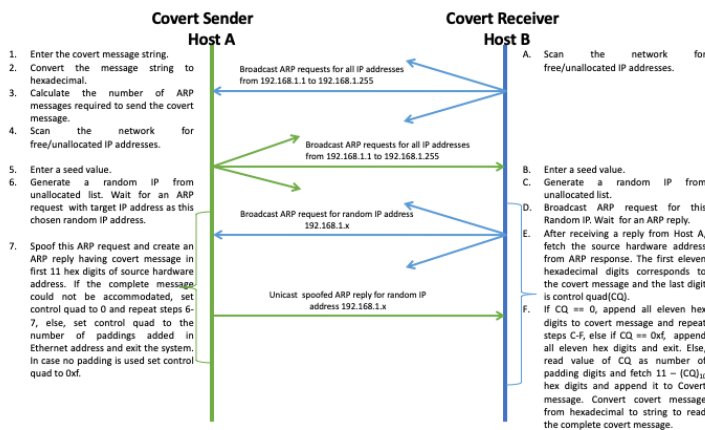 Covert Sender
Host A
Covert Receiver
Host B
1. Enter the covert message string.
2. Convert the message string to
hexadecimal.
3. Calculate the number of ARP
messages required to send the covert
message.
4. Scan the network for
free/unallocated IP addresses.
5. Enter a seed value.
6. Generate a random IP from
unallocated list. Wait for an ARP
request with target IP address as this
chosen random IP address.
7. Spoof this ARP request and create an
ARP reply having covert message in
first 11 hex digits of source hardware
address. If the complete message
could not be accommodated, set
control quad to 0 and repeat steps 6-
7, else, set control quad to the
number of paddings added in
Ethernet address and exit the system.
In case no padding is used set control
quad to 0xf.
Broadcast ARP requests for all IP addresses
from 192.168.1.1 to 192.168.1.255
Broadcast ARP requests for all IP addresses
from 192.168.1.1 to 192.168.1.255
Broadcast ARP request for random IP address
192.168.1.x
Unicast spoofed ARP reply for random IP
address 192.168.1.x
A. Scan the network for
free/unallocated IP addresses.
B. Enter a seed value.
C. Generate a random IP from
unallocated list.
D. Broadcast ARP request for this
Random IP. Wait for an ARP reply.
E. After receiving a reply from Host A,
fetch the source hardware address
from ARP response. The first eleven
hexadecimal digits corresponds to
the covert message and the last digit
is control quad(CQ).
F. If CQ == 0, append all eleven hex
digits to covert message and repeat
steps C-F, else if CQ == 0xf, append
all eleven hex digits and exit. Else,
read value of CQ as number of
padding digits and fetch 11 – (CQ)10
hex digits and append it to Covert
message. Convert covert message
from hexadecimal to string to read
the complete covert message.